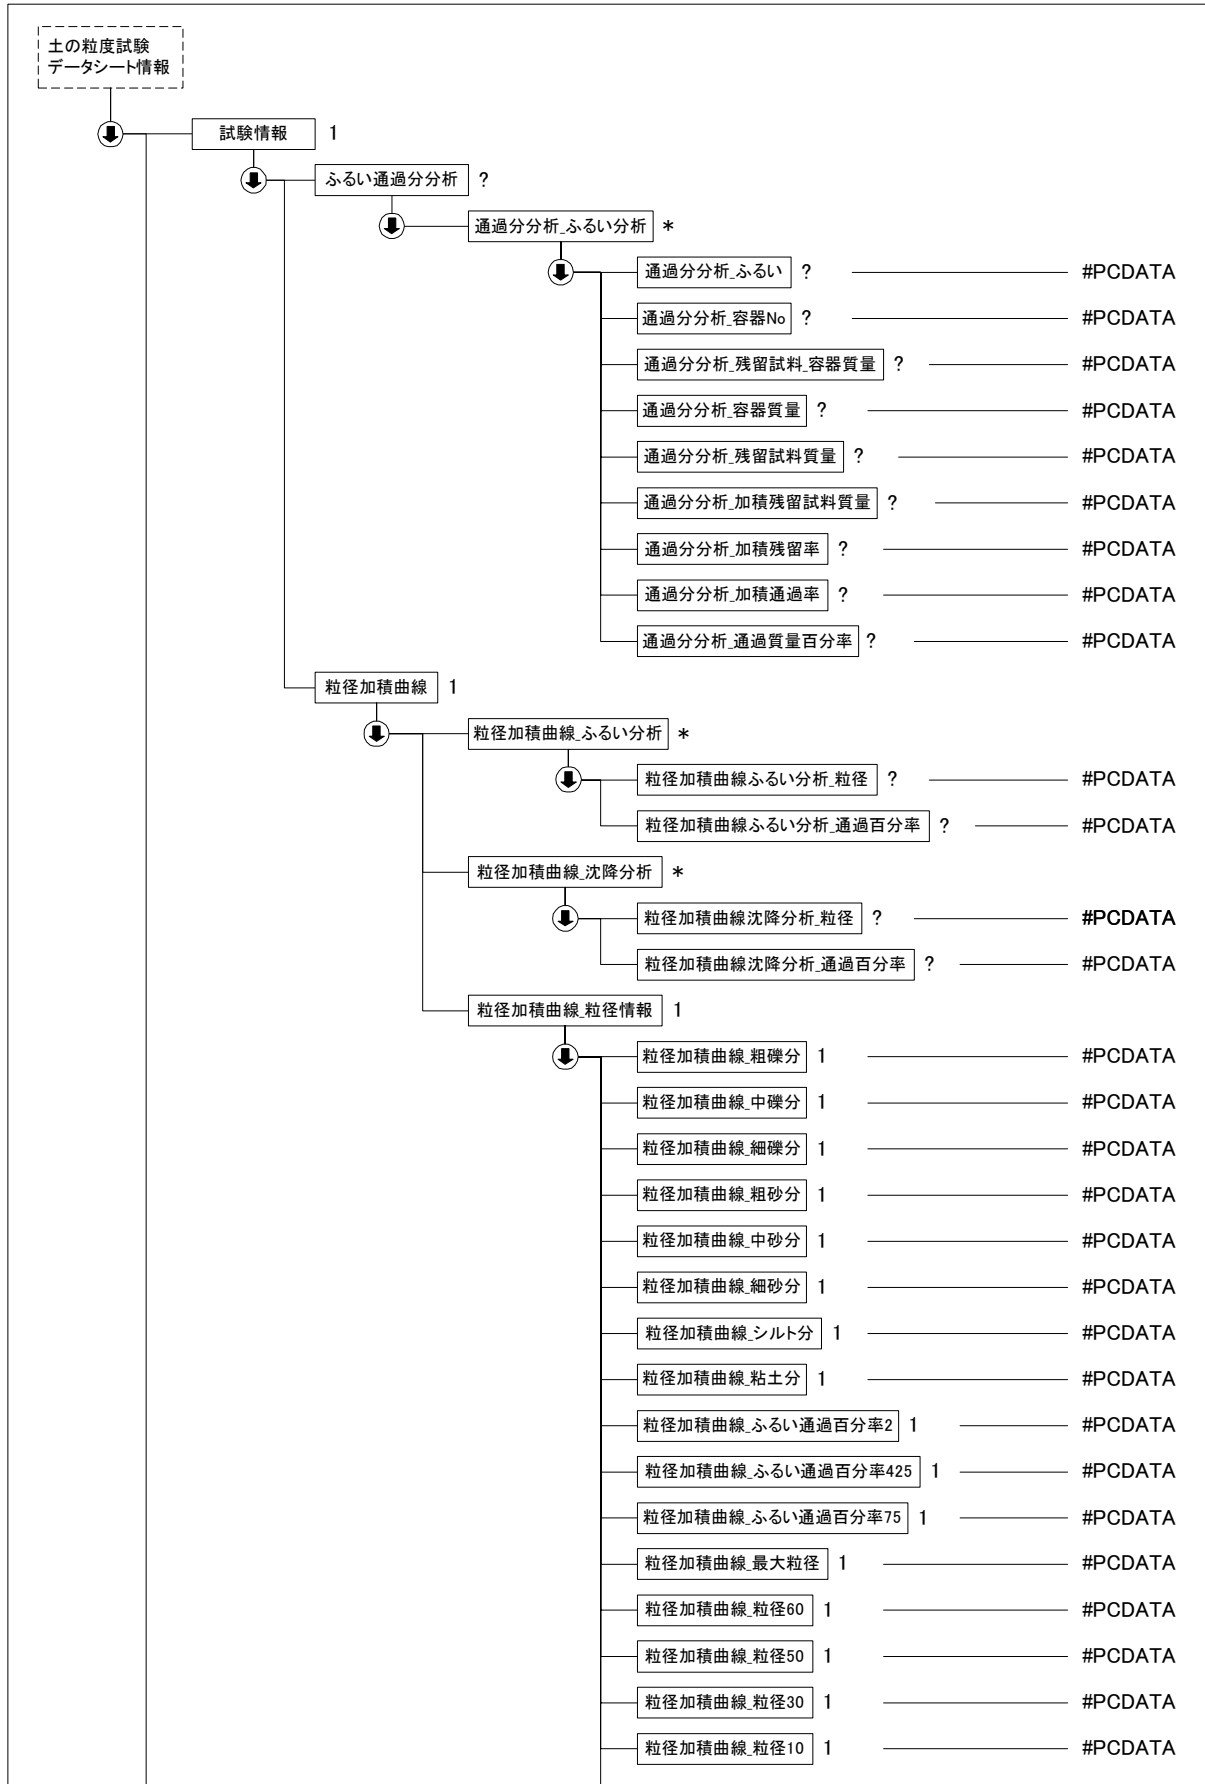 土の粒度試験
データシート情報
試験情報 1
ふるい通過分分析 ?
通過分分析_ふるい分析 *
通過分分析_ふるい ? #PCDATA
通過分分析_容器No ? #PCDATA
通過分分析_残留試料_容器質量 ? #PCDATA
通過分分析_容器質量 ? #PCDATA
通過分分析_残留試料質量 ? #PCDATA
通過分分析_加積残留試料質量 ? #PCDATA
通過分分析_加積残留率 ? #PCDATA
通過分分析_加積通過率 ? #PCDATA
通過分分析_通過質量百分率 ? #PCDATA
粒径加積曲線 1
粒径加積曲線_ふるい分析 *
粒径加積曲線ふるい分析_粒径 ? #PCDATA
粒径加積曲線ふるい分析_通過百分率 ? #PCDATA
粒径加積曲線_沈降分析 *
粒径加積曲線沈降分析_粒径 ? #PCDATA
粒径加積曲線沈降分析_通過百分率 ? #PCDATA
粒径加積曲線_粒径情報 1
粒径加積曲線_粗礫分 1 #PCDATA
粒径加積曲線_中礫分 1 #PCDATA
粒径加積曲線_細礫分 1 #PCDATA
粒径加積曲線_粗砂分 1 #PCDATA
粒径加積曲線_中砂分 1 #PCDATA
粒径加積曲線_細砂分 1 #PCDATA
粒径加積曲線_シルト分 1 #PCDATA
粒径加積曲線_粘土分 1 #PCDATA
粒径加積曲線_ふるい通過百分率2 1 #PCDATA
粒径加積曲線_ふるい通過百分率425 1 #PCDATA
粒径加積曲線_ふるい通過百分率75 1 #PCDATA
粒径加積曲線_最大粒径 1 #PCDATA
粒径加積曲線_粒径60 1 #PCDATA
粒径加積曲線_粒径50 1 #PCDATA
粒径加積曲線_粒径30 1 #PCDATA
粒径加積曲線_粒径10 1 #PCDATA